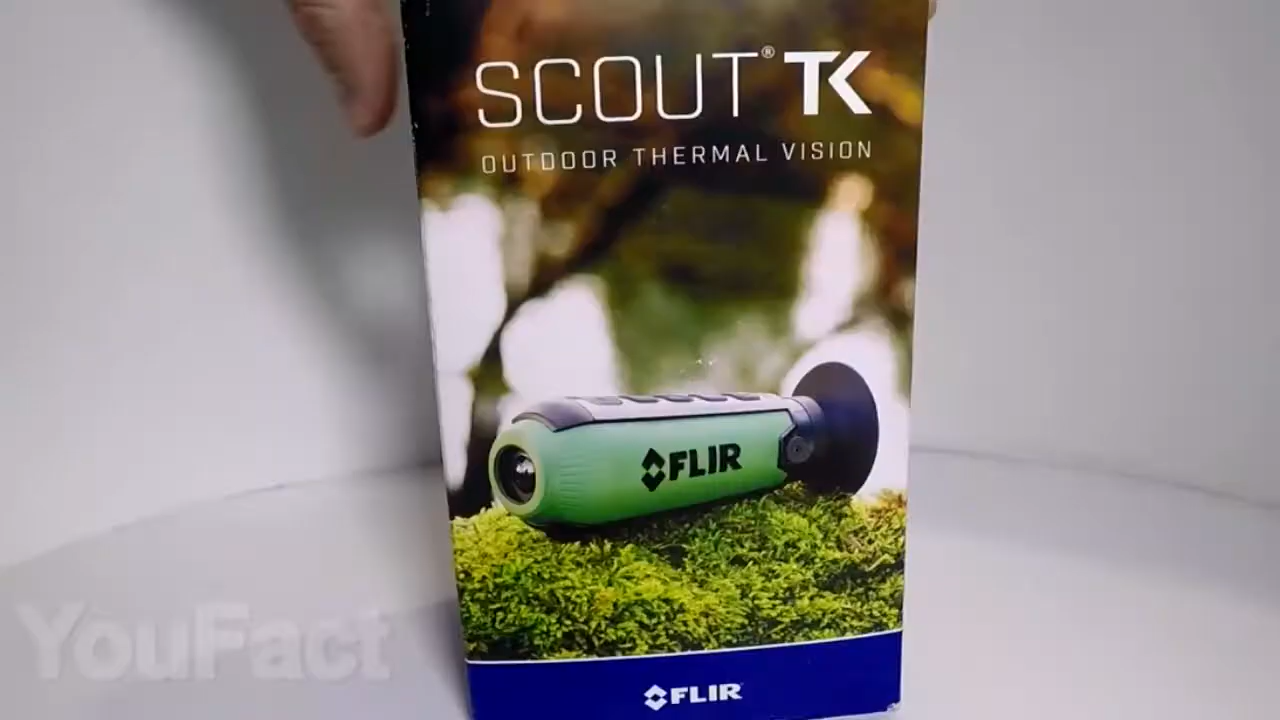 SCOUT® TK
OUTDOOR THERMAL VISION
FLIR
YouFact
FLIR